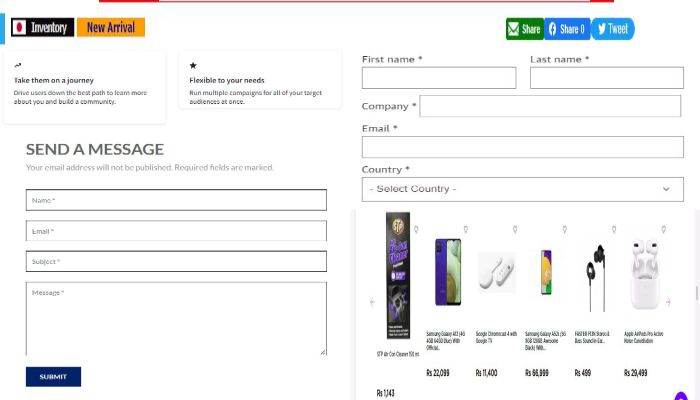 Inventory New Arrival
Share Share 0 Tweet
Take them on a journey
Drive users down the best path to learn more
about you and build a community.
Flexible to your needs
Run multiple campaigns for all of your target
audiences at once.
SEND A MESSAGE
Your email address will not be published. Required fields are marked.
Name *
Email *
Subject *
Message *
SUBMIT
First name * Last name *
Company *
Email *
Country *
- Select Country -
STP
STP Air Con Cleaner 150 ml
Rs 1,143
Samsung Galaxy A12 (4G
4GB 64GB Blue) With
Official..
Rs 22,099
Google Chromecast 4 with
Google TV
Rs 11,400
Samsung Galaxy A52s (5G
8GB 128GB Awesome
Black) With..
Rs 66,999
FASTER F13N Stereo &
Bass Sound In Ear...
Rs 499
Apple AirPods Pro Active
Noise Cancellation
Rs 29,499